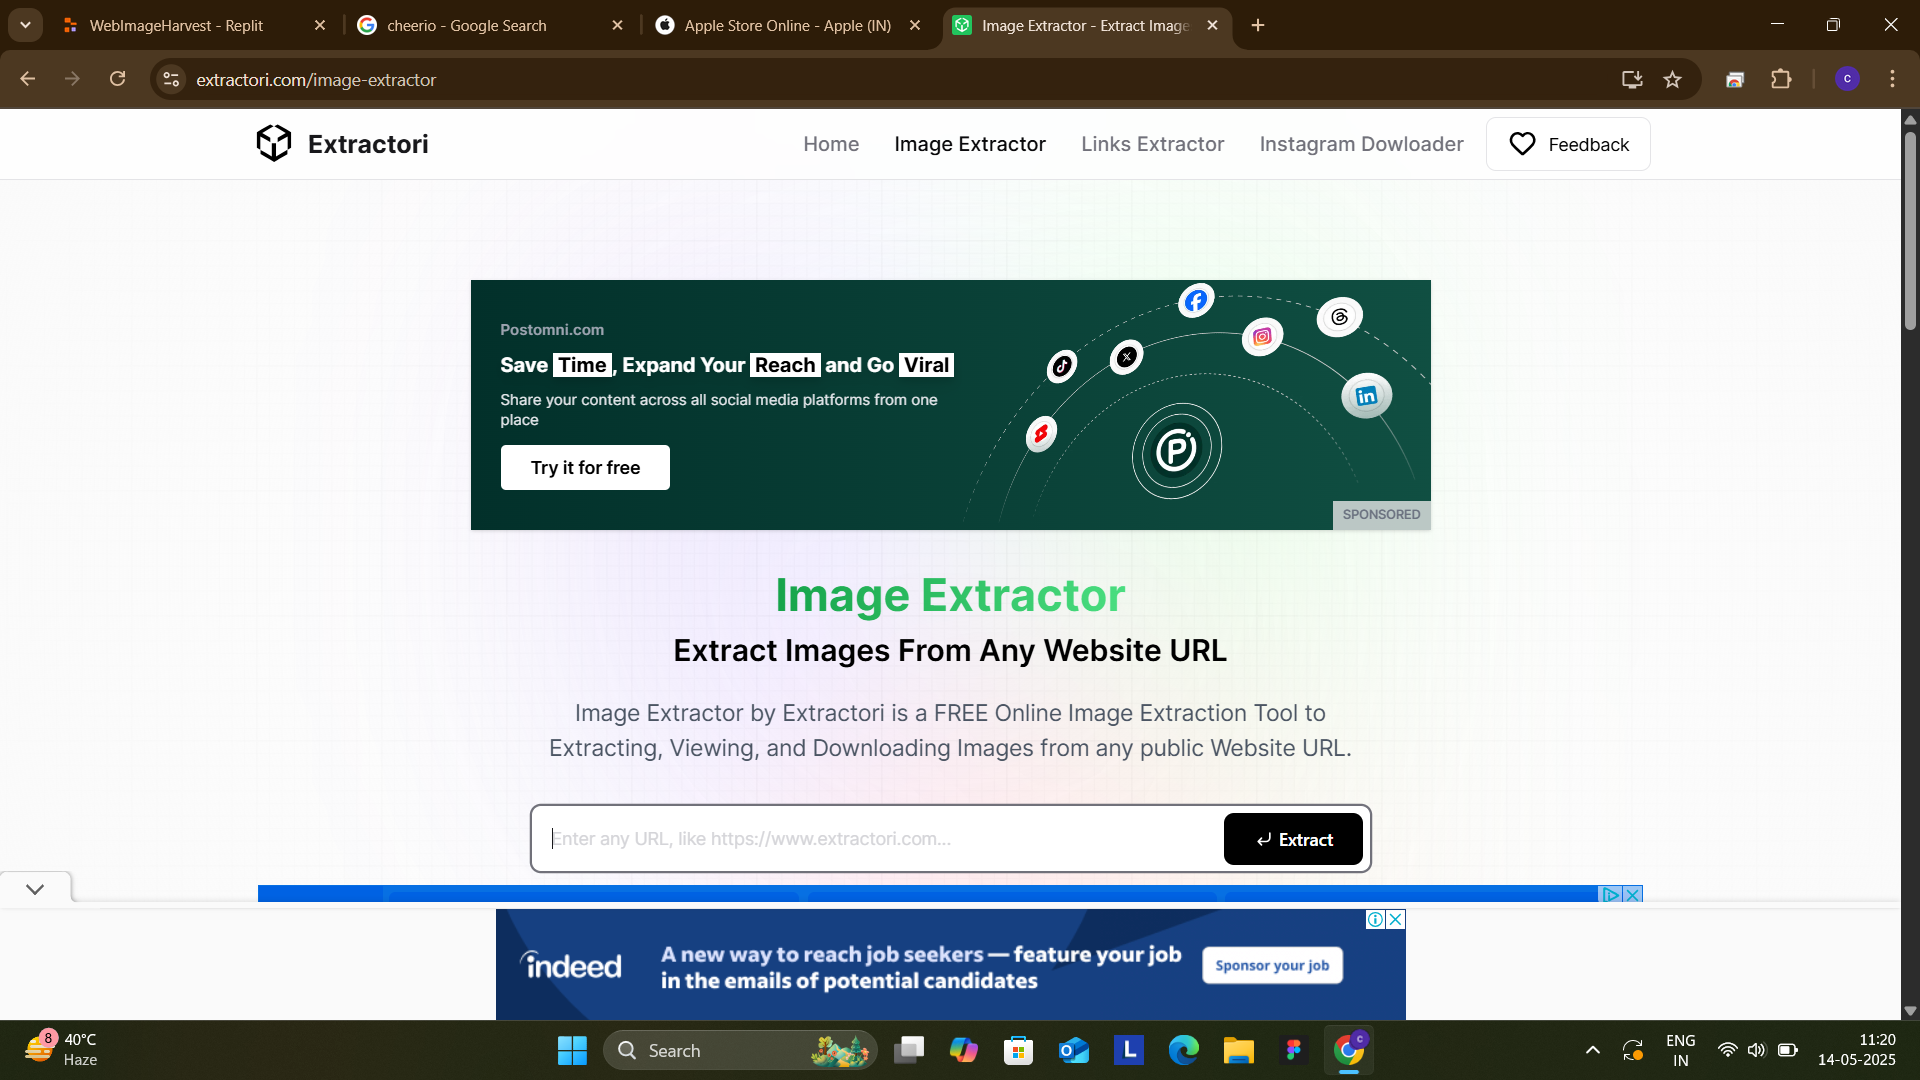 WebImageHarvest - Replit
cheerio - Google Search
Apple Store Online - Apple (IN)
Image Extractor - Extract Image
extractori.com/image-extractor
c
Extractori
Home
Image Extractor
Links Extractor
Instagram Dowloader
Feedback
Postomni.com
Save Time, Expand Your Reach and Go Viral
Share your content across all social media platforms from one
place
Try it for free
SPONSORED
Image Extractor
Extract Images From Any Website URL
Image Extractor by Extractori is a FREE Online Image Extraction Tool to
Extracting, Viewing, and Downloading Images from any public Website URL.
Enter any URL, like https://www.extractori.com...
Extract
indeed
A new way to reach job seekers — feature your job
in the emails of potential candidates
Sponsor your job
8
40°C
Haze
Search
L
c
ENG
IN
11:20
14-05-2025